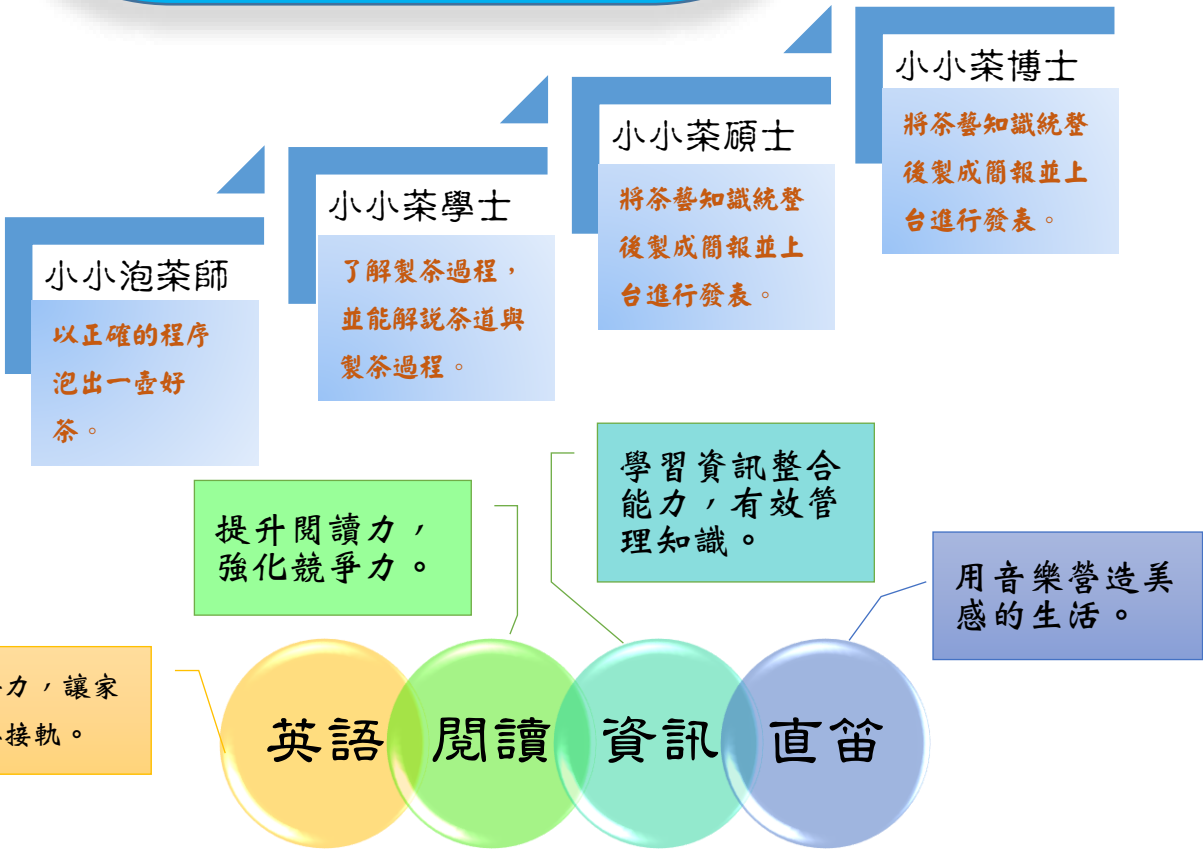 小小泡茶師
以正確的程序
泡出一壺好
茶。
小小茶學士
了解製茶過程，
並能解說茶道與
製茶過程。
小小茶碩士
將茶藝知識統整
後製成簡報並上
台進行發表。
小小茶博士
將茶藝知識統整
後製成簡報並上
台進行發表。
力，讓家
接軌。
提升閱讀力，
強化競爭力。
學習資訊整合
能力，有效管
理知識。
用音樂營造美
感的生活。
英語
閱讀
資訊
直笛